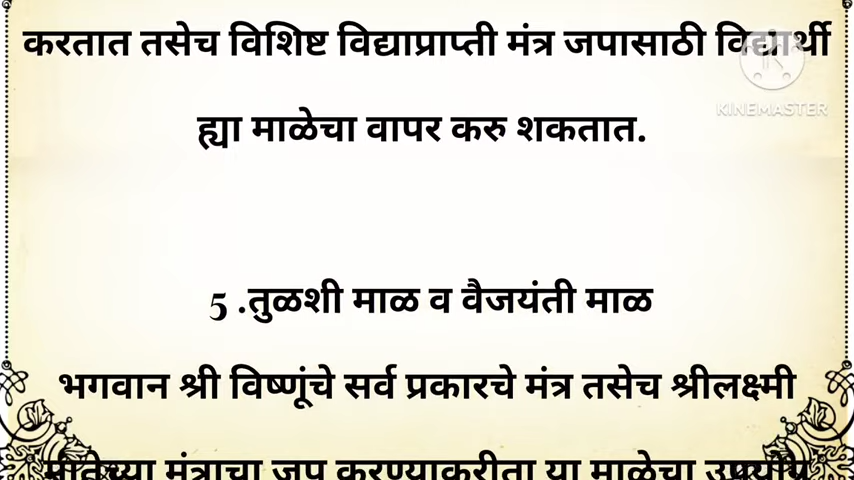 करतात तसेच विशिष्ट विद्याप्राप्ती मंत्र जपासाठी विद्यार्थी
KINEMASTER
ह्या माळेचा वापर करु शकतात.
5 .तुळशी माळ व वैजयंती माळ
भगवान श्री विष्णूंचे सर्व प्रकारचे मंत्र तसेच श्रीलक्ष्मी
मातेच्या मंत्राचा जप करण्याकरीता या माळेचा उपयोग